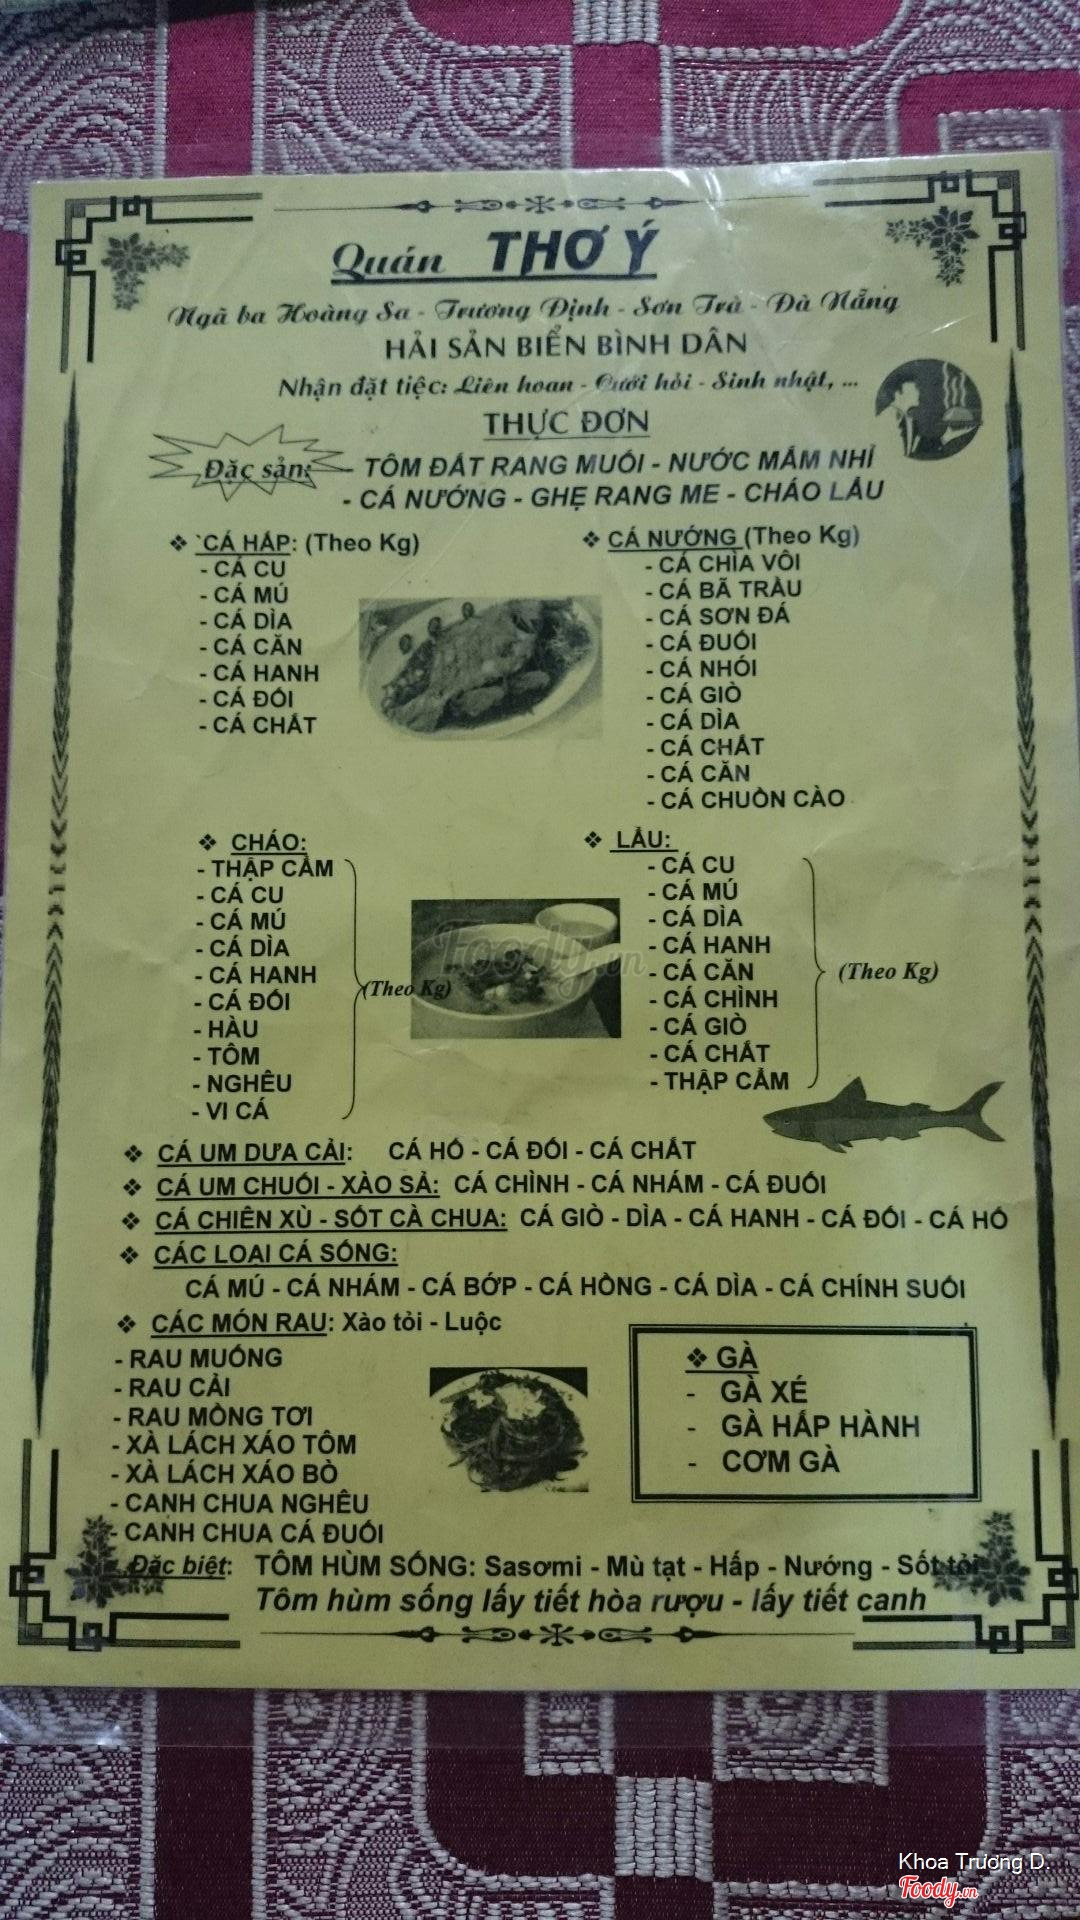 Quán THƠ Ý
Ngã ba Hoàng Sa - Trương Định - Sơn Trà - Đà Nẵng
HẢI SẢN BIỂN BÌNH DÂN
Nhận đặt tiệc: Liên hoan - Cưới hỏi - Sinh nhật, ...
THỰC ĐƠN
Đặc sản: - TÔM ĐẤT RANG MUỐI - NƯỚC MẮM NHỈ
- CÁ NƯỚNG - GHẸ RANG ME - CHÁO LẨU
❖ `CÁ HẤP: (Theo Kg)
- CÁ CU
- CÁ MÚ
- CÁ DÌA
- CÁ CĂN
- CÁ HANH
- CÁ ĐỐI
- CÁ CHẤT
❖ CÁ NƯỚNG (Theo Kg)
- CÁ CHÌA VÔI
- CÁ BÃ TRẦU
- CÁ SƠN ĐÁ
- CÁ ĐUỐI
- CÁ NHÓI
- CÁ GIÒ
- CÁ DÌA
- CÁ CHẤT
- CÁ CĂN
- CÁ CHUỒN CÀO
❖ CHÁO:
- THẬP CẨM
- CÁ CU
- CÁ MÚ
- CÁ DÌA
- CÁ HANH
- CÁ ĐỐI
- HÀU
- TÔM
- NGHÊU
- VI CÁ
(Theo Kg)
❖ LẨU:
- CÁ CU
- CÁ MÚ
- CÁ DÌA
- CÁ HANH
- CÁ CĂN
- CÁ CHÌNH
- CÁ GIÒ
- CÁ CHẤT
- THẬP CẨM
(Theo Kg)
Foody.vn
❖ CÁ UM DƯA CẢI: CÁ HỐ - CÁ ĐỐI - CÁ CHẤT
❖ CÁ UM CHUỐI - XÀO SẢ: CÁ CHÌNH - CÁ NHÁM - CÁ ĐUỐI
❖ CÁ CHIÊN XÙ - SỐT CÀ CHUA: CÁ GIÒ - DÌA - CÁ HANH - CÁ ĐỐI - CÁ HỐ
❖ CÁC LOẠI CÁ SỐNG:
CÁ MÚ - CÁ NHÁM - CÁ BỚP - CÁ HỒNG - CÁ DÌA - CÁ CHÍNH SUỐI
❖ CÁC MÓN RAU: Xào tỏi - Luộc
- RAU MUỐNG
- RAU CẢI
- RAU MỒNG TƠI
- XÀ LÁCH XÁO TÔM
- XÀ LÁCH XÁO BÒ
- CANH CHUA NGHÊU
- CANH CHUA CÁ ĐUỐI
❖ GÀ
- GÀ XÉ
- GÀ HẤP HÀNH
- CƠM GÀ
Đặc biệt: TÔM HÙM SỐNG: Sasơmi - Mù tạt - Hấp - Nướng - Sốt tỏi
Tôm hùm sống lấy tiết hòa rượu - lấy tiết canh
Khoa Trương D.
Foody.vn